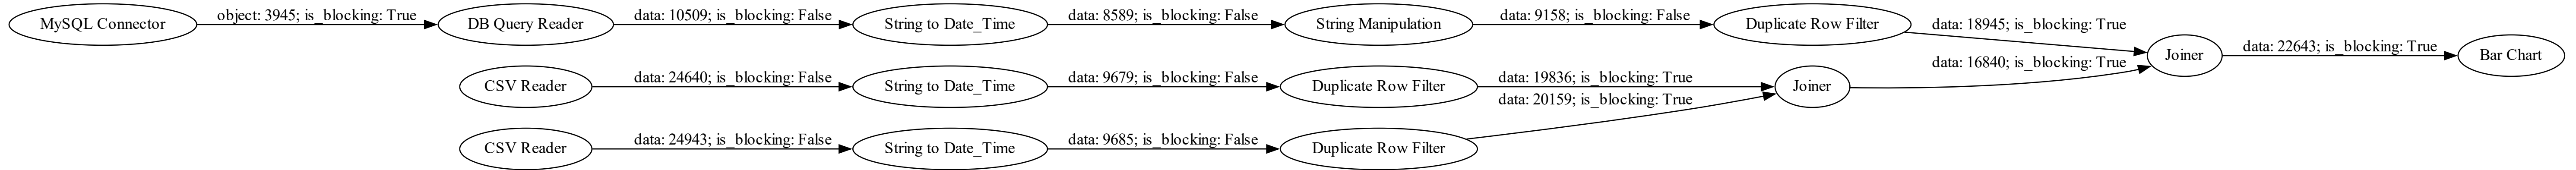 MySQL Connector
object: 3945; is_blocking: True
DB Query Reader
data: 10509; is_blocking: False
String to Date_Time
data: 8589; is_blocking: False
String Manipulation
data: 9158; is_blocking: False
Duplicate Row Filter
data: 18945; is_blocking: True
Joiner
data: 22643; is_blocking: True
Bar Chart
CSV Reader
data: 24640; is_blocking: False
String to Date_Time
data: 9679; is_blocking: False
Duplicate Row Filter
data: 19836; is_blocking: True
Joiner
data: 16840; is_blocking: True
CSV Reader
data: 24943; is_blocking: False
String to Date_Time
data: 9685; is_blocking: False
Duplicate Row Filter
data: 20159; is_blocking: True